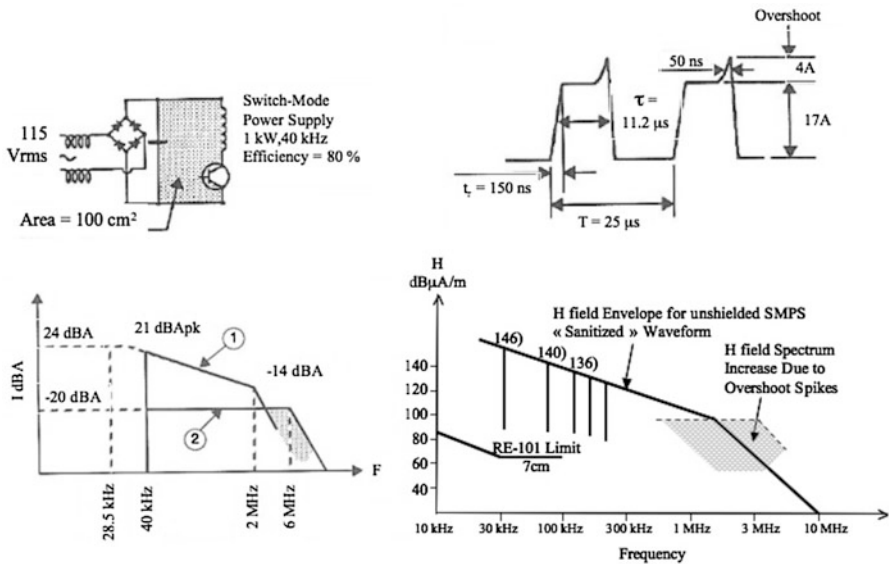 115
Vrms
Area = 100 cm²
Switch-Mode
Power Supply
1 kW,40 kHz
Efficiency = 80 %
Overshoot
50 ns
4A
τ =
11.2 μs
17A
tᵣ = 150 ns
T = 25 μs
I dBA
24 dBA
21 dBApk
1
-14 dBA
-20 dBA
2
F
28.5 kHz
40 kHz
2 MHz
6 MHz
H
dBμA/m
H field Envelope for unshielded SMPS
« Sanitized » Waveform
146)
140)
136)
H field Spectrum
Increase Due to
Overshoot Spikes
140
120
100
80
60
40
RE-101 Limit
7cm
10 kHz
30 kHz
100 kHz
300 kHz
1 MHz
3 MHz
10 MHz
Frequency